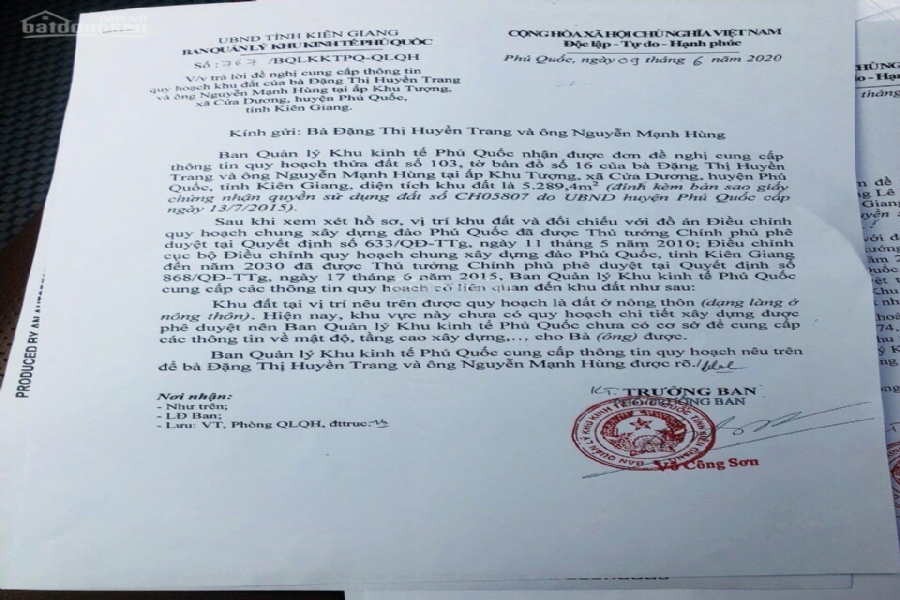 batdongsan
.com.vn
UBND TỈNH KIÊN GIANG
BAN QUẢN LÝ KHU KINH TẾ PHÚ QUỐC
Số: 767/BQLKKTPQ-QLQH
V/v trả lời đề nghị cung cấp thông tin
quy hoạch khu đất của bà Đặng Thị Huyền Trang
và ông Nguyễn Mạnh Hùng tại ấp Khu Tượng,
xã Cửa Dương, huyện Phú Quốc,
tỉnh Kiên Giang.
CỘNG HÒA XÃ HỘI CHỦ NGHĨA VIỆT NAM
Độc lập - Tự do - Hạnh phúc
Phú Quốc, ngày 09 tháng 6 năm 2020
Kính gửi: Bà Đặng Thị Huyền Trang và ông Nguyễn Mạnh Hùng
Ban Quản lý Khu kinh tế Phú Quốc nhận được đơn đề nghị cung cấp
thông tin quy hoạch thửa đất số 103, tờ bản đồ số 16 của bà Đặng Thị Huyền
Trang và ông Nguyễn Mạnh Hùng tại ấp Khu Tượng, xã Cửa Dương, huyện Phú
Quốc, tỉnh Kiên Giang, diện tích khu đất là 5.289,4m² (đính kèm bản sao giấy
chứng nhận quyền sử dụng đất số CH05807 do UBND huyện Phú Quốc cấp
ngày 13/7/2015).
Sau khi xem xét hồ sơ, vị trí khu đất và đối chiếu với đồ án Điều chỉnh
quy hoạch chung xây dựng đảo Phú Quốc đã được Thủ tướng Chính phủ phê
duyệt tại Quyết định số 633/QĐ-TTg, ngày 11 tháng 5 năm 2010; Điều chỉnh
cục bộ Điều chỉnh quy hoạch chung xây dựng đảo Phú Quốc, tỉnh Kiên Giang
đến năm 2030 đã được Thủ tướng Chính phủ phê duyệt tại Quyết định số
868/QĐ-TTg, ngày 17 tháng 6 năm 2015, Ban Quản lý Khu kinh tế Phú Quốc
cung cấp các thông tin quy hoạch có liên quan đến khu đất như sau:
Khu đất tại vị trí nêu trên được quy hoạch là đất ở nông thôn (dạng làng ở
nông thôn). Hiện nay, khu vực này chưa có quy hoạch chi tiết xây dựng được
phê duyệt nên Ban Quản lý Khu kinh tế Phú Quốc chưa có cơ sở để cung cấp
các thông tin về mật độ, tầng cao xây dựng,... cho Bà (ông) được.
Ban Quản lý Khu kinh tế Phú Quốc cung cấp thông tin quy hoạch nêu trên
để bà Đặng Thị Huyền Trang và ông Nguyễn Mạnh Hùng được rõ./.
Nơi nhận:
- Như trên;
- LĐ Ban;
- Lưu: VT, Phòng QLQH, đttruc.
KT. TRƯỞNG BAN
PHÓ TRƯỞNG BAN
Võ Công Sơn
PRODUCED BY AN